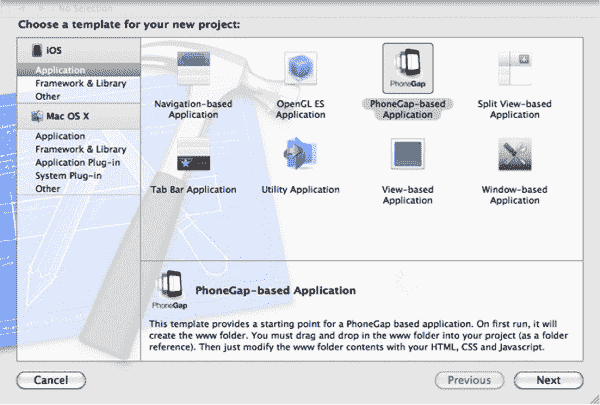 No Selection
Choose a template for your new project:
iOS
Application
Framework & Library
Other
Mac OS X
Application
Framework & Library
Application Plug-in
System Plug-in
Other
PhoneGap
Navigation-based
Application
OpenGL ES
Application
PhoneGap-based
Application
Split View-based
Application
Tab Bar Application
Utility Application
View-based
Application
Window-based
Application
PhoneGap
PhoneGap-based Application
This template provides a starting point for a PhoneGap based application. On first run, it will
create the www folder. You must drag and drop in the www folder into your project (as a folder
reference). Then just modify the www folder contents with your HTML, CSS and Javascript.
Cancel
Previous
Next